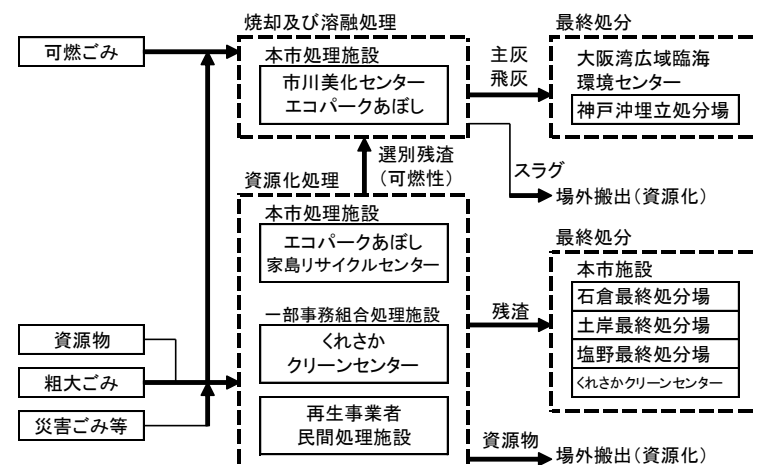 焼却及び溶融処理
最終処分
可燃ごみ
本市処理施設
市川美化センター
エコパークあぼし
主灰
飛灰
大阪湾広域臨海
環境センター
神戸沖埋立処分場
選別残渣
(可燃性)
スラグ
場外搬出(資源化)
資源化処理
本市処理施設
エコパークあぼし
家島リサイクルセンター
最終処分
本市施設
石倉最終処分場
土岸最終処分場
塩野最終処分場
くれさかクリーンセンター
残渣
一部事務組合処理施設
くれさか
クリーンセンター
資源物
粗大ごみ
災害ごみ等
再生事業者
民間処理施設
資源物
場外搬出(資源化)